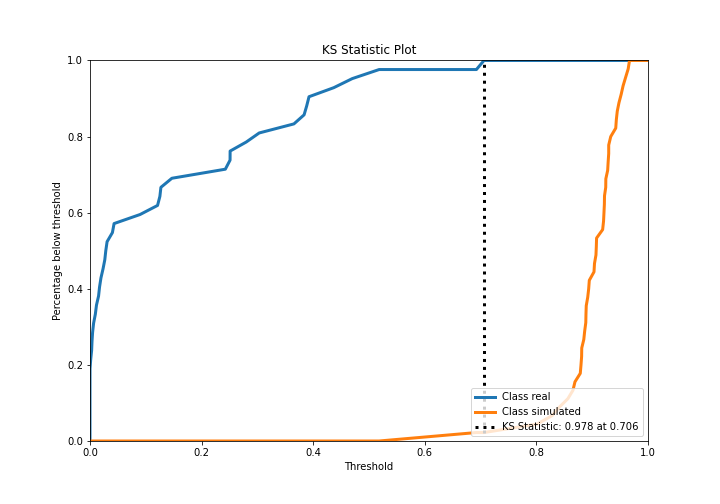 KS Statistic Plot
1.0
0.8
0.6
0.4
0.2
0.0
Percentage below threshold
Class real
Class simulated
KS Statistic: 0.978 at 0.706
0.0 0.2 0.4 0.6 0.8 1.0
Threshold